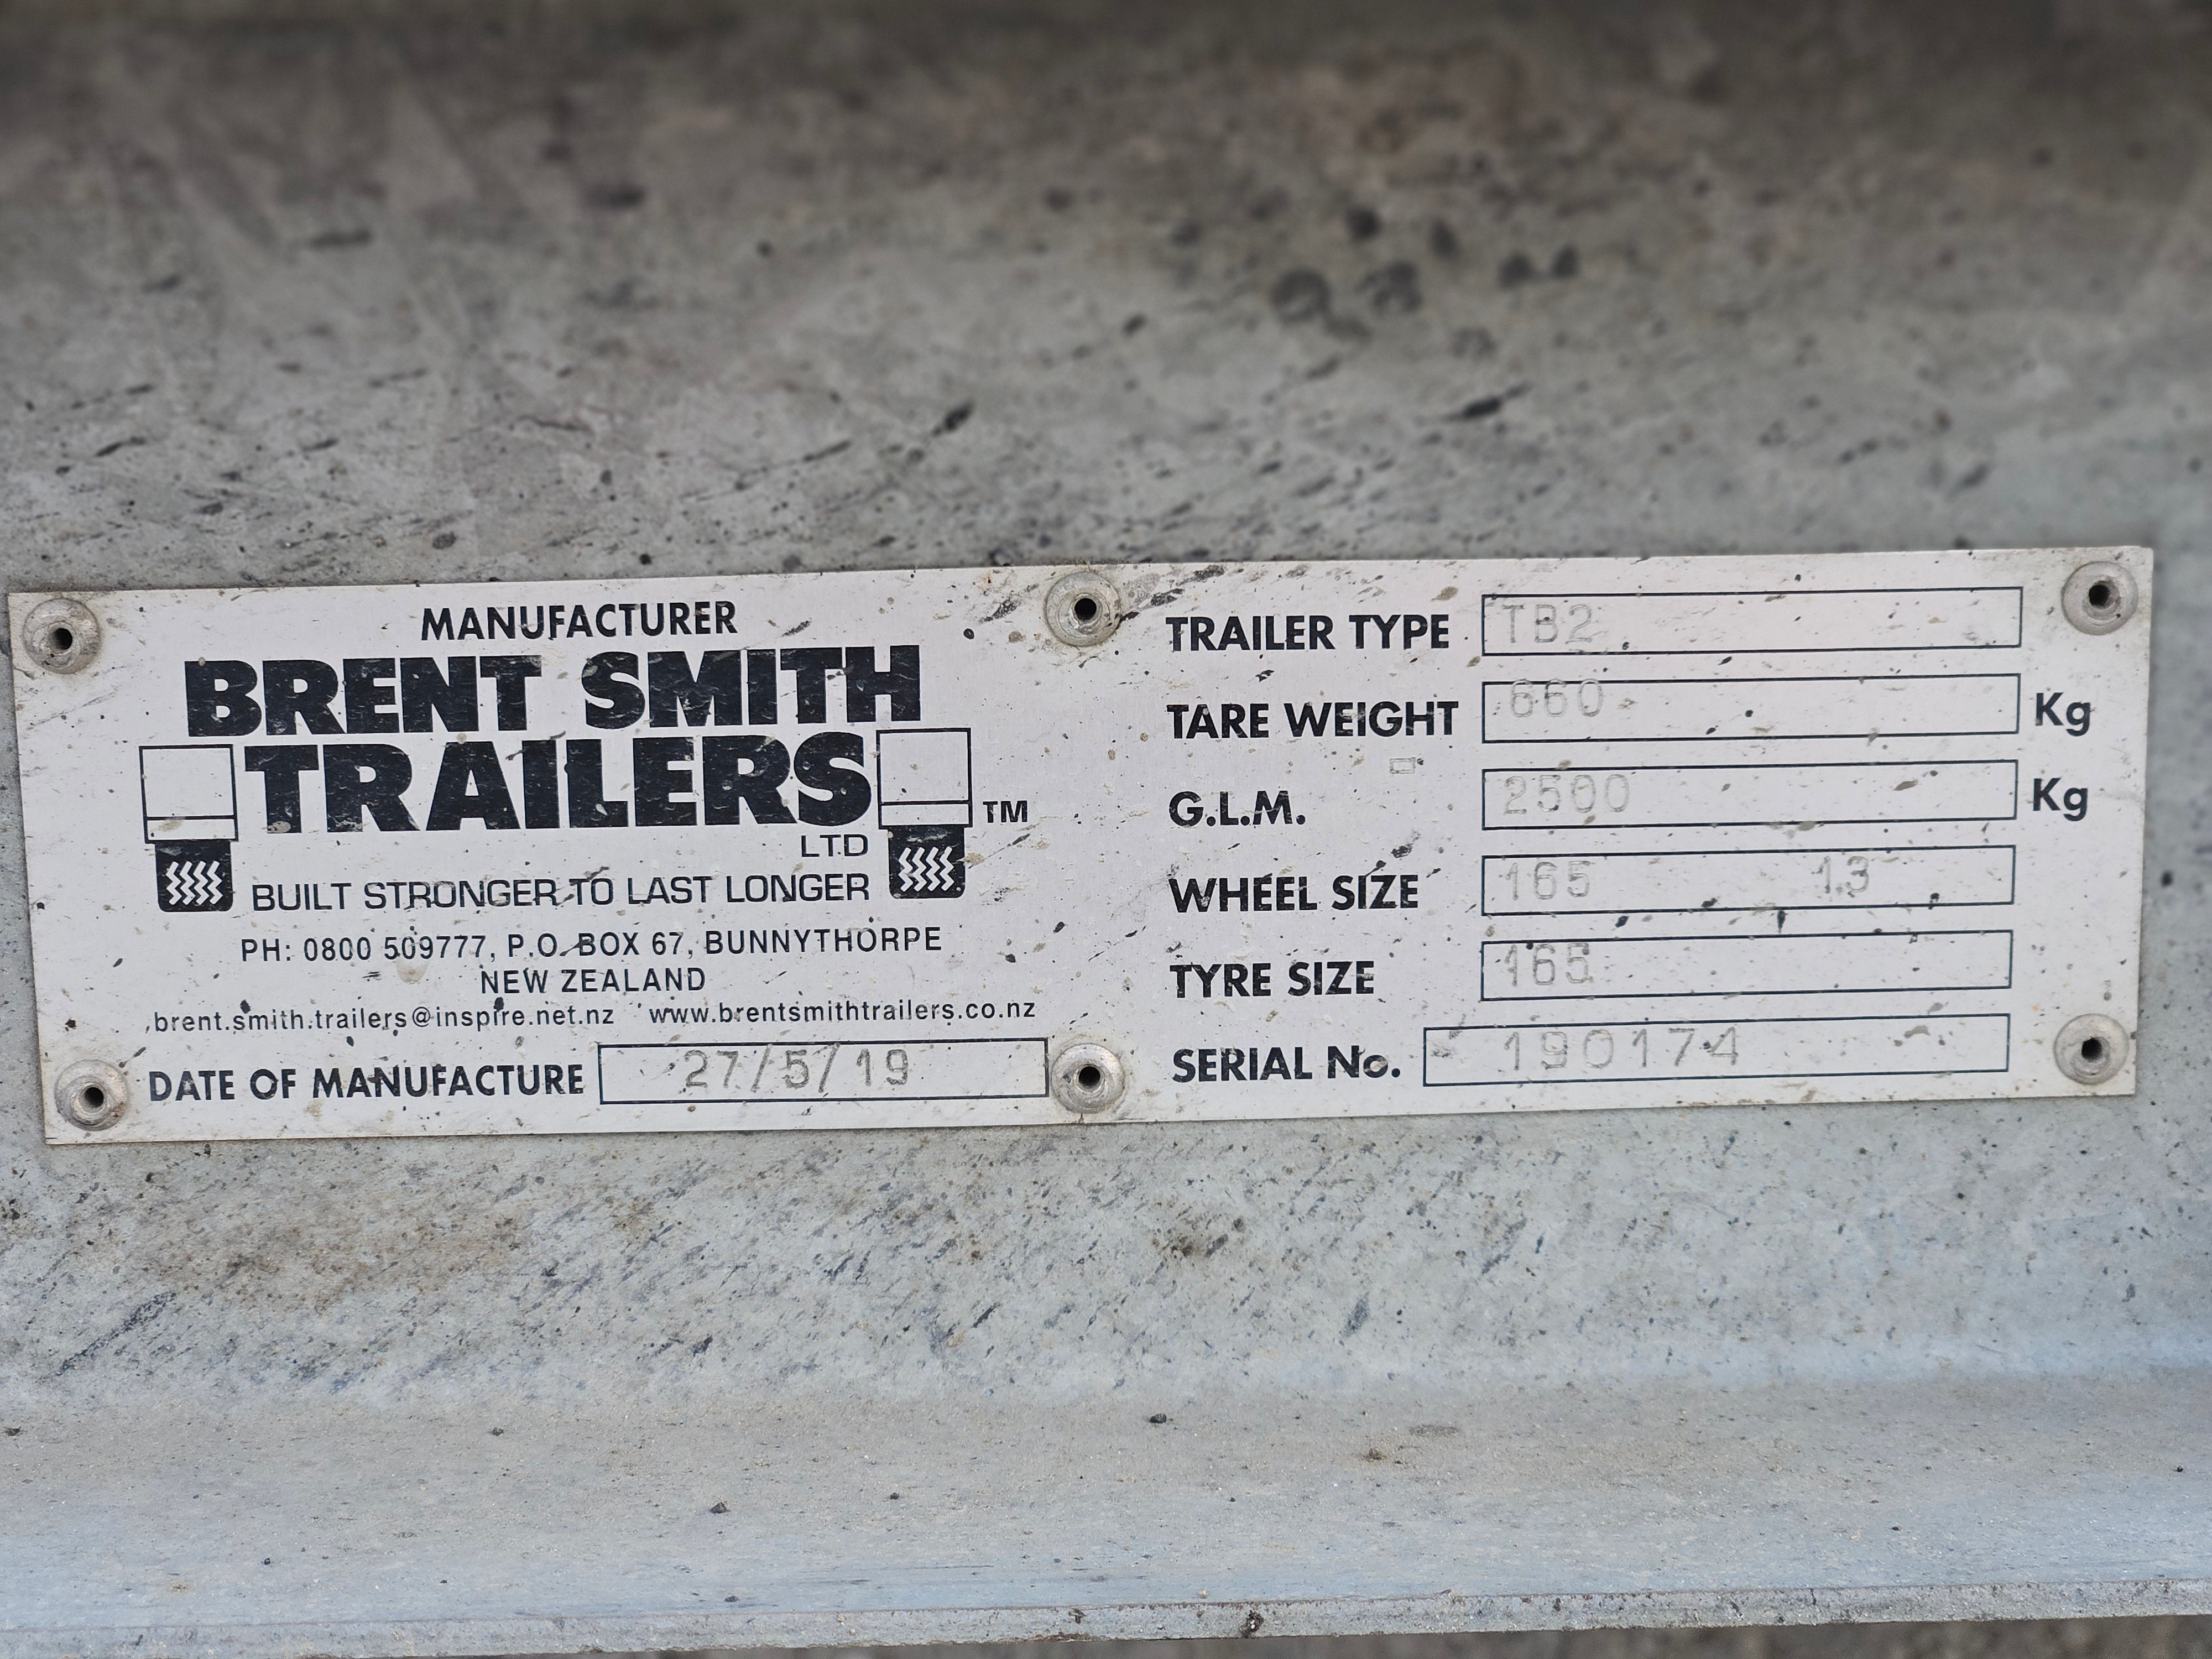 MANUFACTURER
BRENT SMITH
TRAILERS
TM
LTD
BUILT STRONGER TO LAST LONGER
PH: 0800 509777, P.O. BOX 67, BUNNYTHORPE
NEW ZEALAND
brent.smith.trailers@inspire.net.nz www.brentsmithtrailers.co.nz
DATE OF MANUFACTURE 27/5/19
TRAILER TYPE TB2
TARE WEIGHT 660 Kg
G.L.M. 2500 Kg
WHEEL SIZE 165 13
TYRE SIZE 165
SERIAL No. 190174